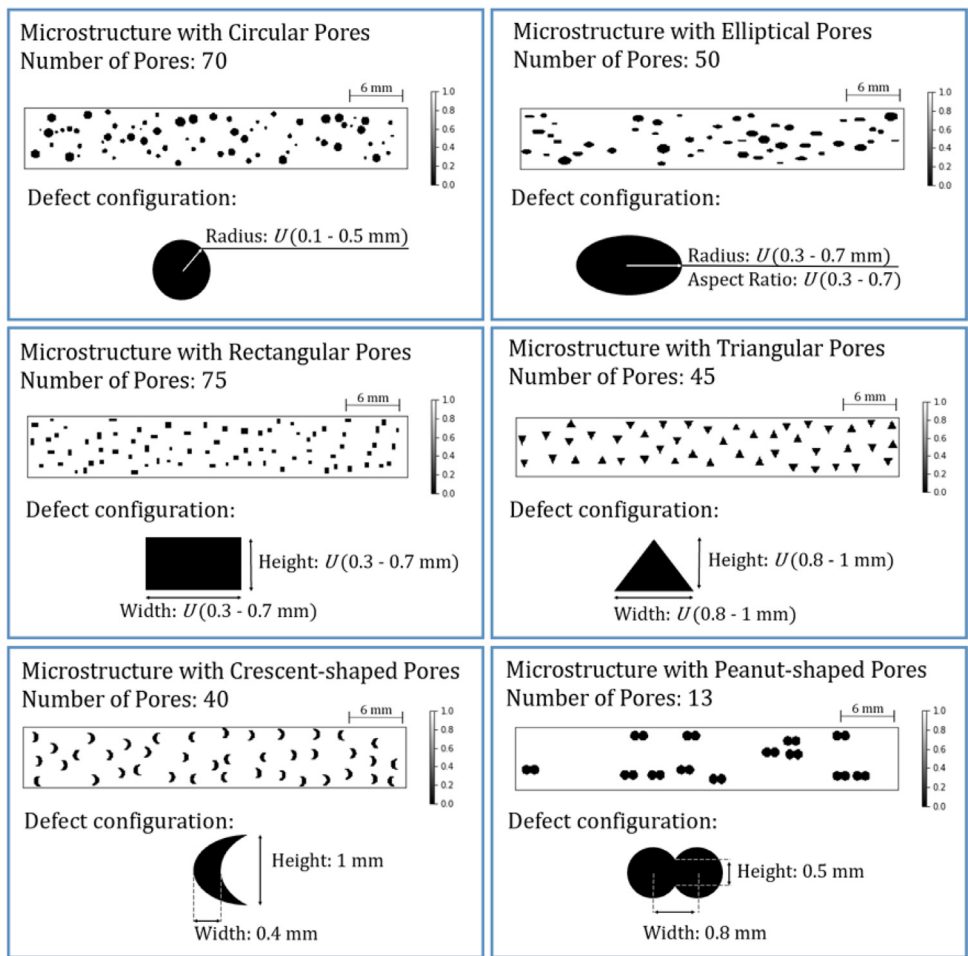 Microstructure with Circular Pores
Number of Pores: 70
6 mm
1.0
0.8
0.6
0.4
0.2
0.0
Defect configuration:
Radius: U(0.1 - 0.5 mm)
Microstructure with Elliptical Pores
Number of Pores: 50
6 mm
1.0
0.8
0.6
0.4
0.2
0.0
Defect configuration:
Radius: U(0.3 - 0.7 mm)
Aspect Ratio: U(0.3 - 0.7)
Microstructure with Rectangular Pores
Number of Pores: 75
6 mm
1.0
0.8
0.6
0.4
0.2
0.0
Defect configuration:
Height: U(0.3 - 0.7 mm)
Width: U(0.3 - 0.7 mm)
Microstructure with Triangular Pores
Number of Pores: 45
6 mm
1.0
0.8
0.6
0.4
0.2
0.0
Defect configuration:
Height: U(0.8 - 1 mm)
Width: U(0.8 - 1 mm)
Microstructure with Crescent-shaped Pores
Number of Pores: 40
6 mm
1.0
0.8
0.6
0.4
0.2
0.0
Defect configuration:
Height: 1 mm
Width: 0.4 mm
Microstructure with Peanut-shaped Pores
Number of Pores: 13
6 mm
1.0
0.8
0.6
0.4
0.2
0.0
Defect configuration:
Height: 0.5 mm
Width: 0.8 mm